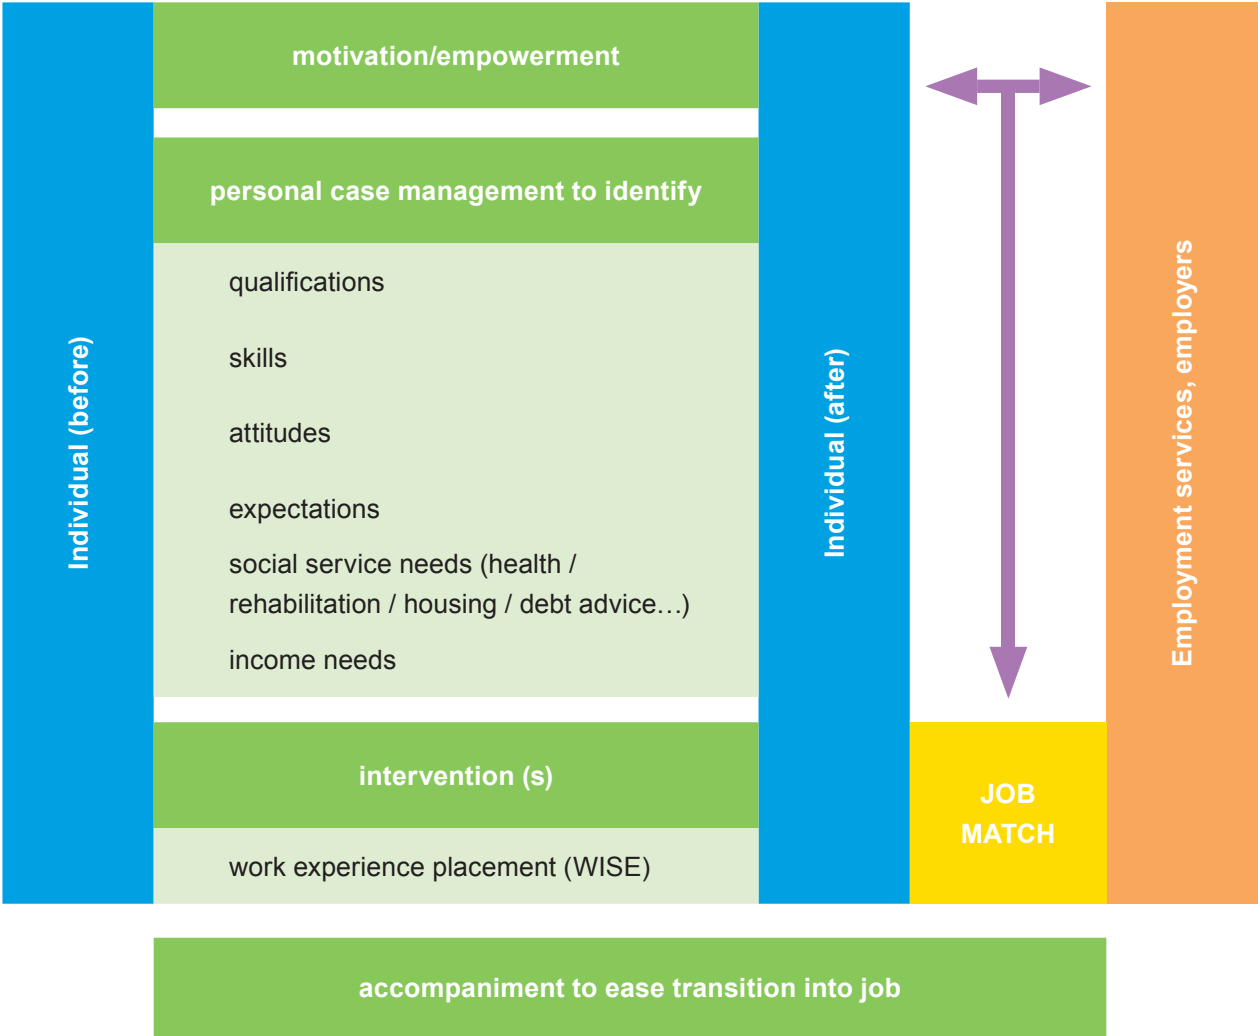 motivation/empowerment
personal case management to identify
qualifications
skills
attitudes
expectations
social service needs (health /
rehabilitation / housing / debt advice…)
income needs
intervention (s)
work experience placement (WISE)
Individual (before)
Individual (after)
JOB
MATCH
Employment services, employers
accompaniment to ease transition into job